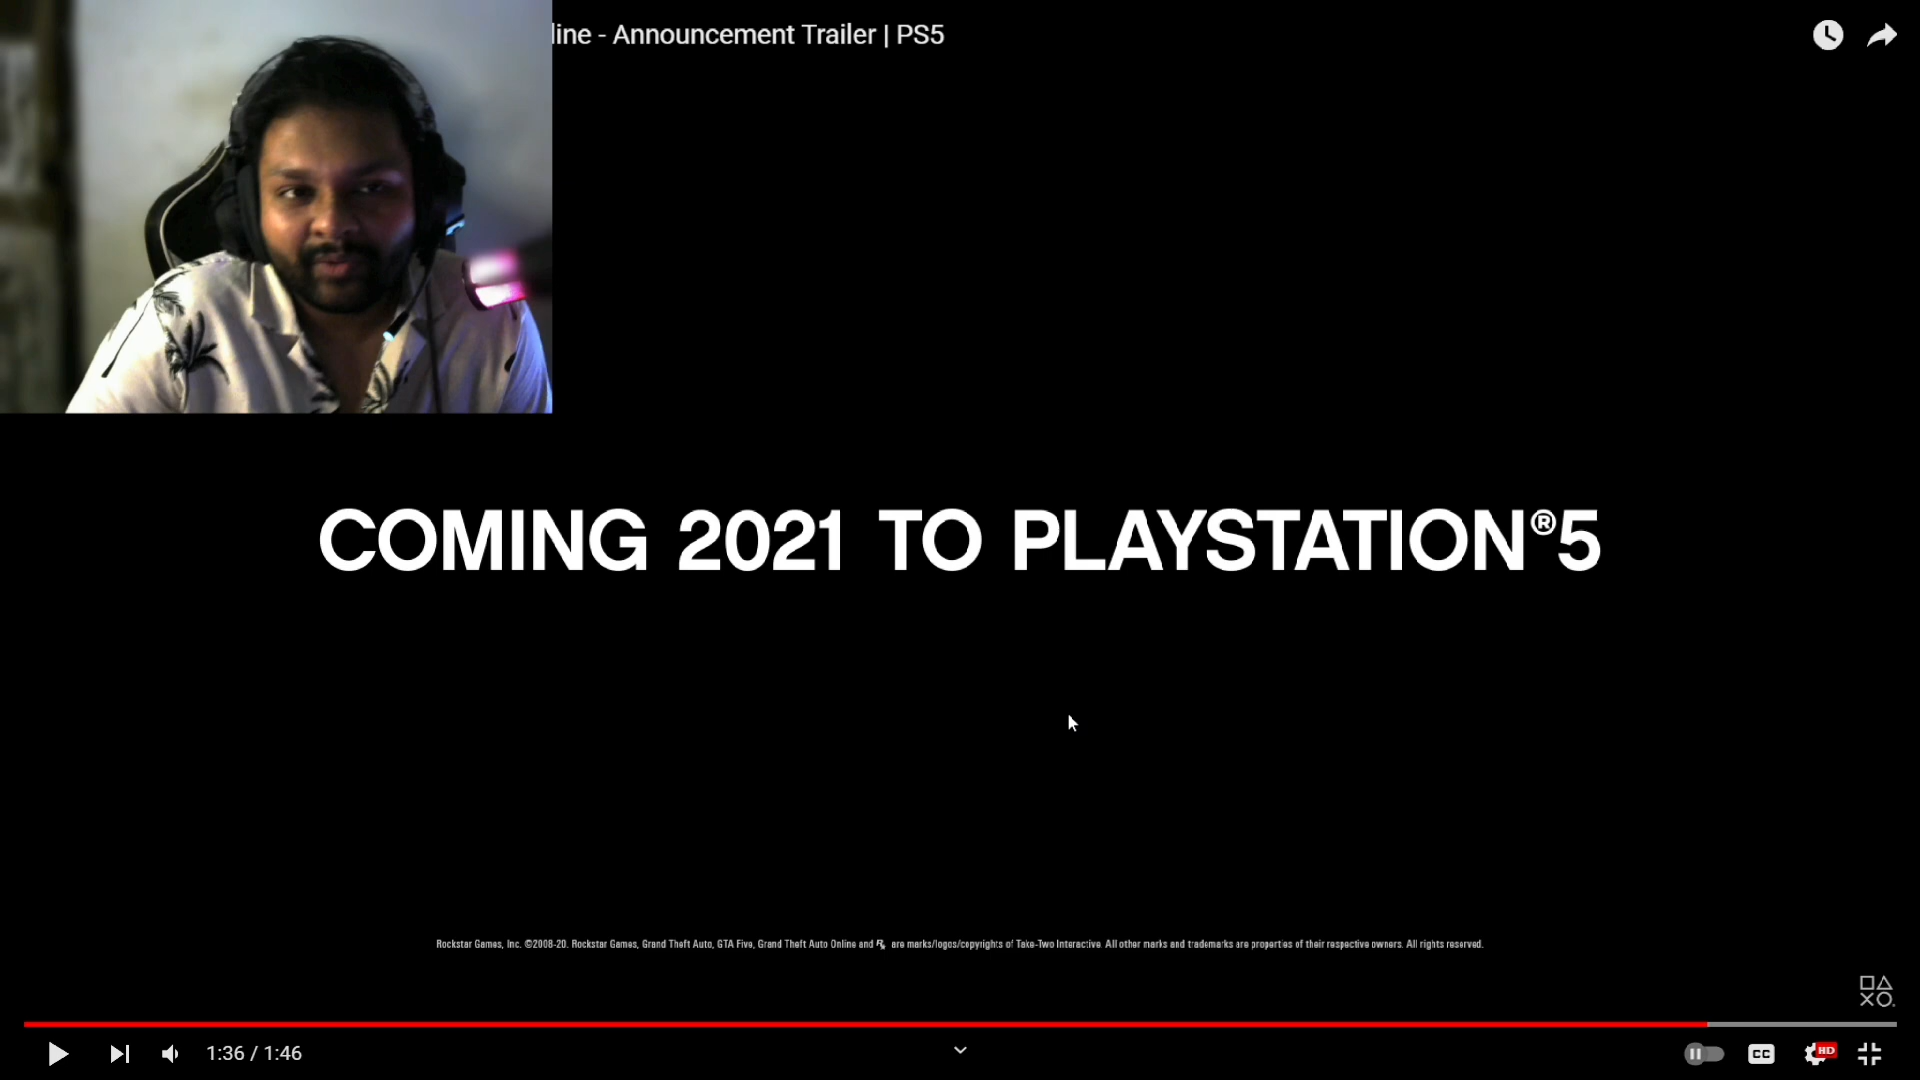 line - Announcement Trailer | PS5
COMING 2021 TO PLAYSTATION®5
Rockstar Games, Inc. ©2008-20. Rockstar Games, Grand Theft Auto, GTA Five, Grand Theft Auto Online and R* are marks/logos/copyrights of Take-Two Interactive. All other marks and trademarks are properties of their respective owners. All rights reserved.
1:36 / 1:46
CC
HD